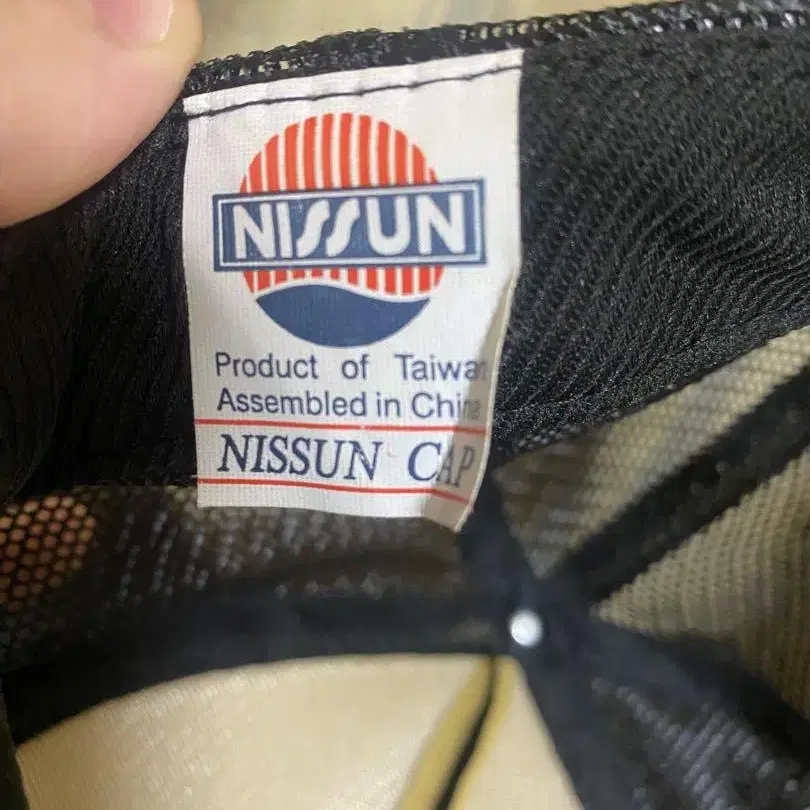 NISSUN
Product of Taiwan
Assembled in China
NISSUN CAP